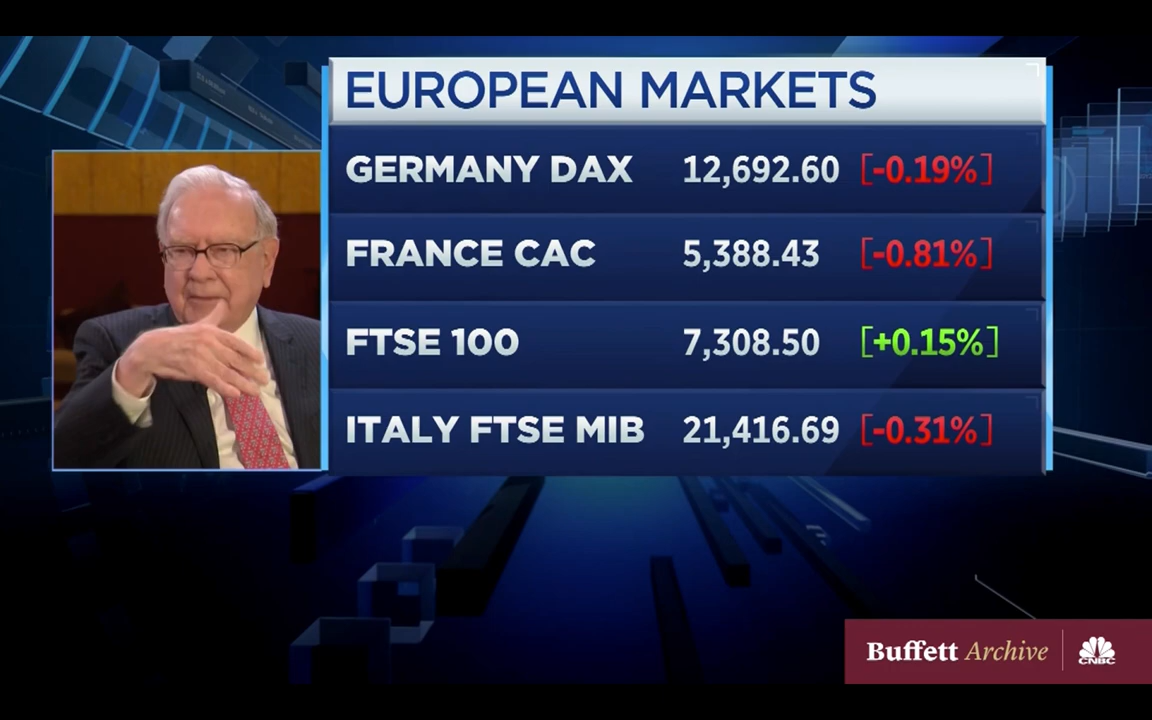 EUROPEAN MARKETS
GERMANY DAX 12,692.60 [-0.19%]
FRANCE CAC 5,388.43 [-0.81%]
FTSE 100 7,308.50 [+0.15%]
ITALY FTSE MIB 21,416.69 [-0.31%]
Buffett Archive CNBC